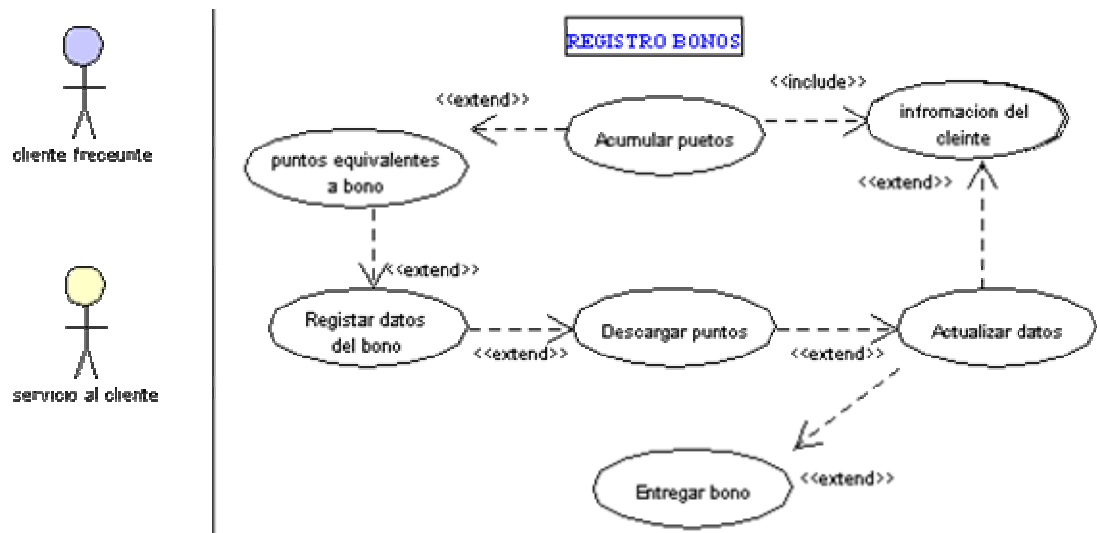 REGISTRO BONOS
<<include>>
<<extend>>
infromacion del
cleinte
Acumular puetos
cliente freceunte
puntos equivalentes
a bono
<<extend>>
<<extend>>
Registar datos
del bono
Descargar puntos
Actualizar datos
<<extend>>
<<extend>>
servicio al cliente
<<extend>>
Entregar bono